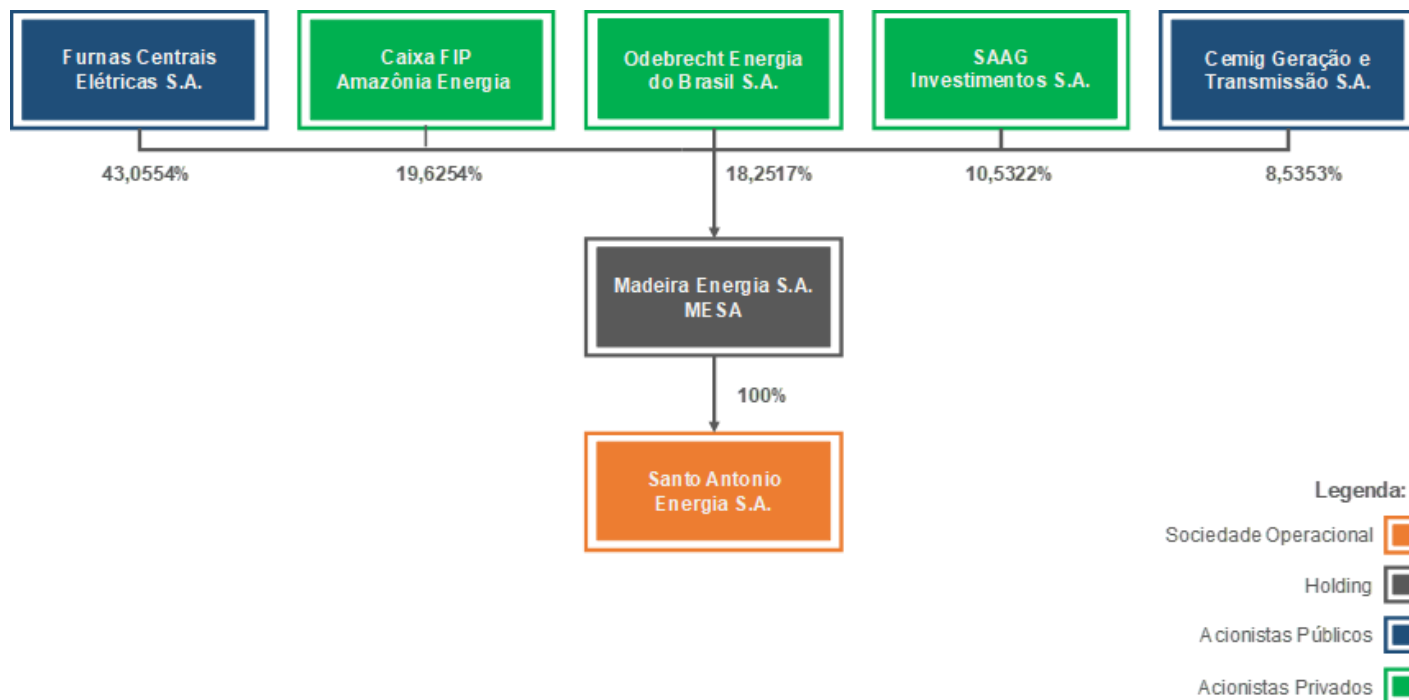 Furnas Centrais
Elétricas S.A.
Caixa FIP
Amazônia Energia
Odebrecht Energia
do Brasil S.A.
SAAG
Investimentos S.A.
Cemig Geração e
Transmissão S.A.
43,0554%
19,6254%
18,2517%
10,5322%
8,5353%
Madeira Energia S.A.
MESA
100%
Santo Antonio
Energia S.A.
Legenda:
Sociedade Operacional
Holding
Acionistas Públicos
Acionistas Privados